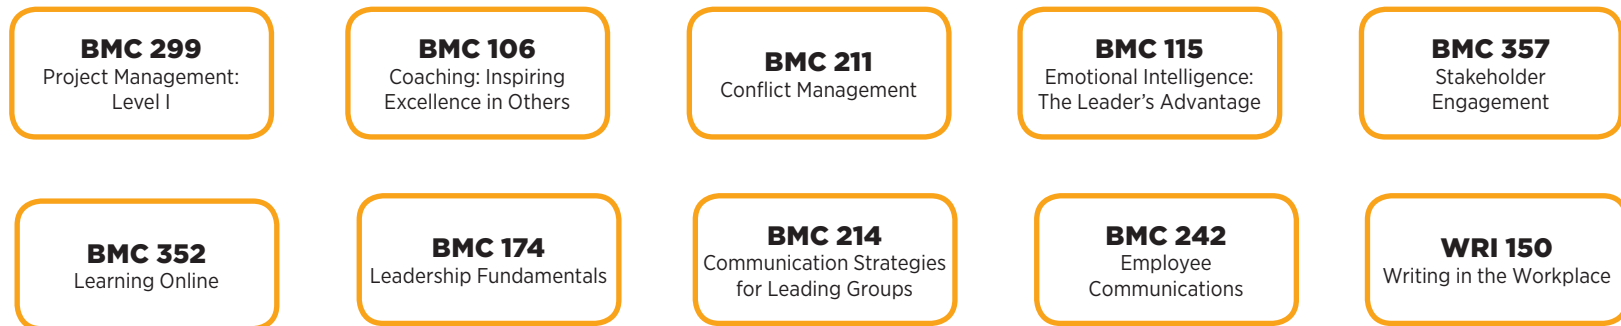 BMC 299
Project Management:
Level I
BMC 106
Coaching: Inspiring
Excellence in Others
BMC 211
Conflict Management
BMC 115
Emotional Intelligence:
The Leader’s Advantage
BMC 357
Stakeholder
Engagement
BMC 352
Learning Online
BMC 174
Leadership Fundamentals
BMC 214
Communication Strategies
for Leading Groups
BMC 242
Employee
Communications
WRI 150
Writing in the Workplace